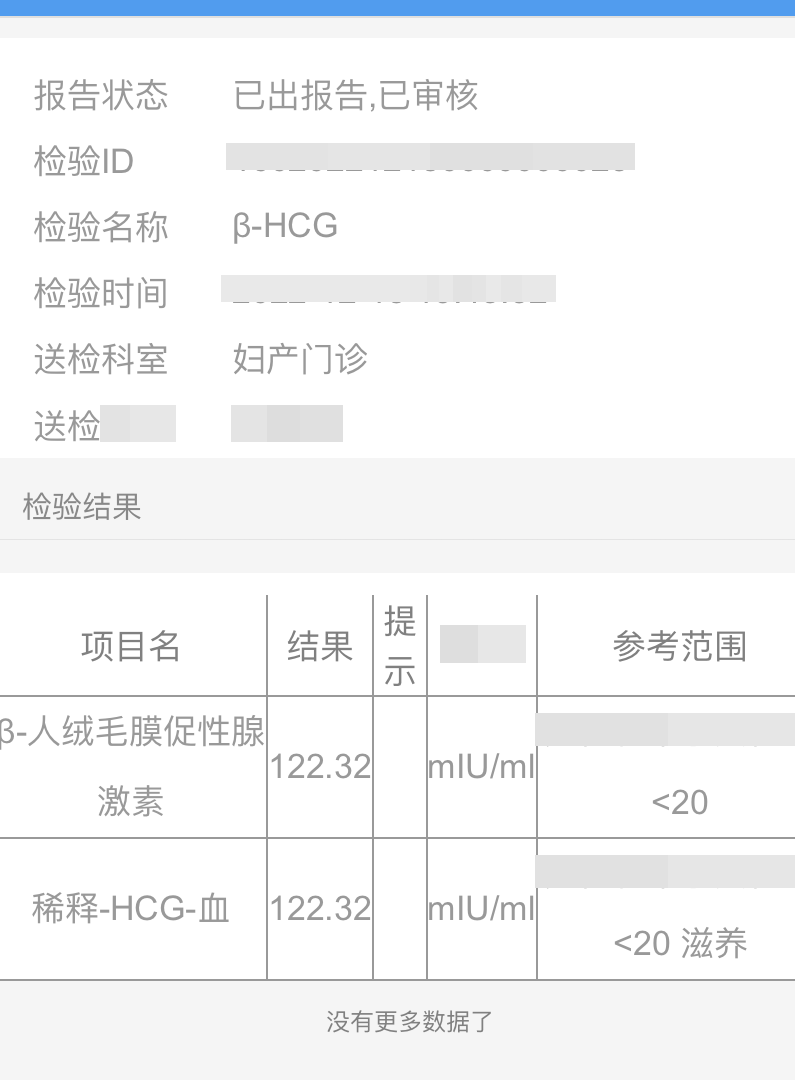 报告状态 已出报告,已审核
检验ID
检验名称 β-HCG
检验时间
送检科室 妇产门诊
送检
检验结果
项目名 结果 提示 参考范围
β-人绒毛膜促性腺激素 122.32 mIU/ml <20
稀释-HCG-血 122.32 mIU/ml <20 滋养
没有更多数据了